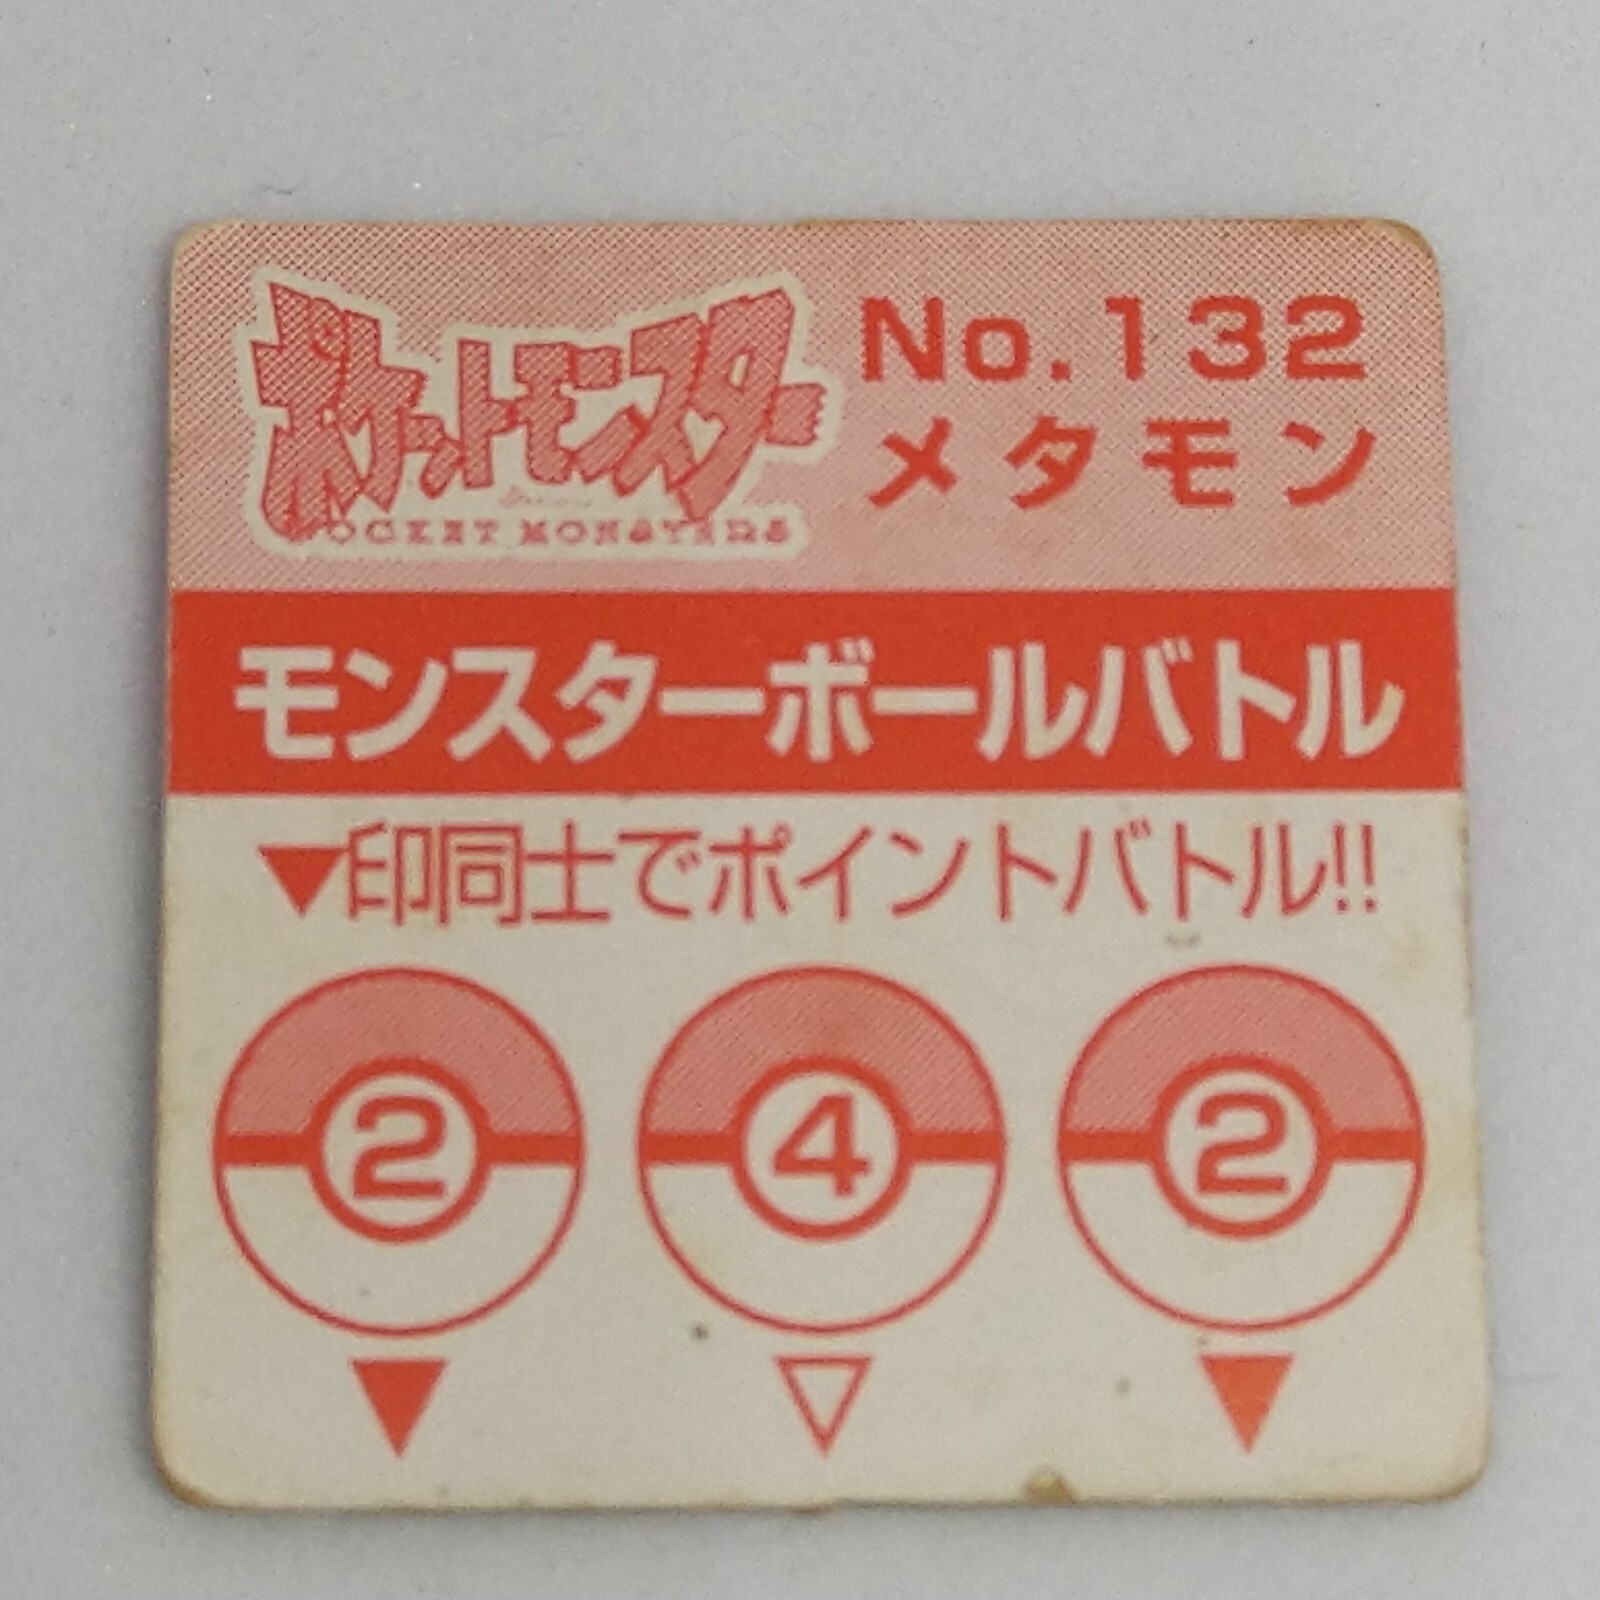 ポケットモンスター
POCKET MONSTERS
No.132
メタモン
モンスターボールバトル
▼印同士でポイントバトル!!
2 4 2